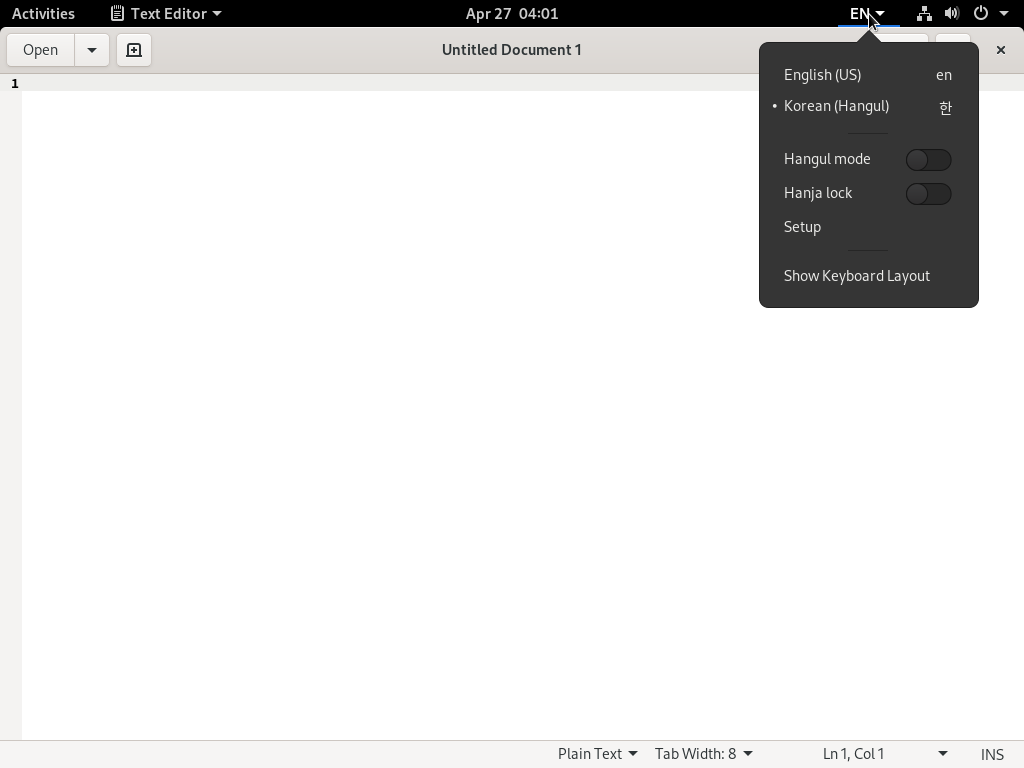 Activities Text Editor Apr 27 04:01 EN
Open Untitled Document 1
1
English (US) en
• Korean (Hangul) 한
Hangul mode
Hanja lock
Setup
Show Keyboard Layout
Plain Text Tab Width: 8 Ln 1, Col 1 INS